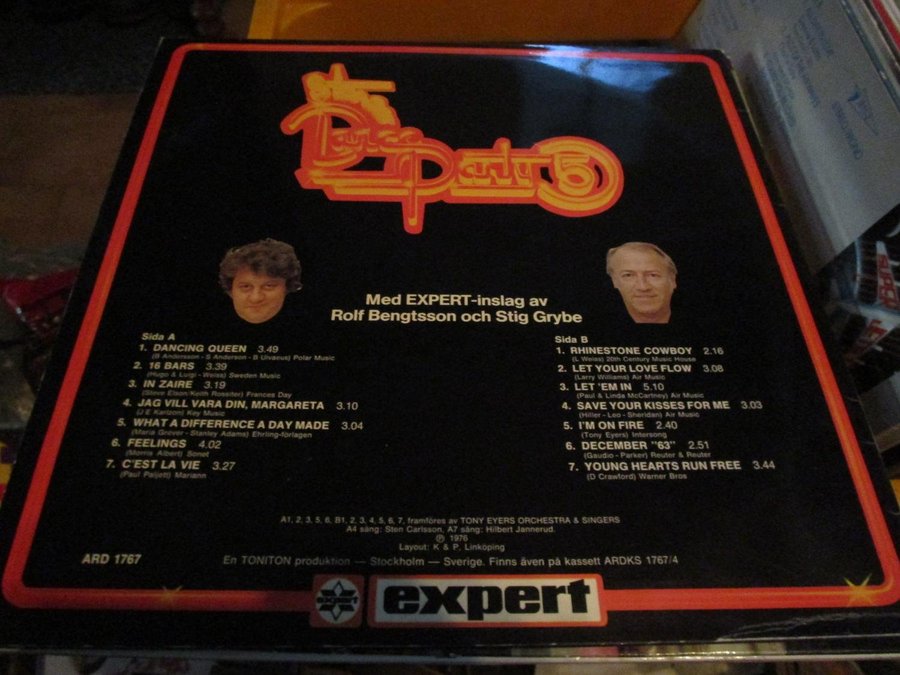 Dance
Party 5
Med EXPERT-inslag av
Rolf Bengtsson och Stig Grybe
Sida A
1. DANCING QUEEN 3.49
(B Andersson - S Anderson - B Ulvaeus) Polar Music
2. 16 BARS 3.39
(Hugo & Luigi - Weiss) Sweden Music
3. IN ZAIRE 3.19
(Steve Elson/Keith Rossiter) Frances Day
4. JAG VILL VARA DIN, MARGARETA 3.10
(J E Karlzon) Key Music
5. WHAT A DIFFERENCE A DAY MADE 3.04
(Maria Grever - Stanley Adams) Ehrling-förlagen
6. FEELINGS 4.02
(Morris Albert) Sonet
7. C'EST LA VIE 3.27
(Paul Paljett) Mariann
Sida B
1. RHINESTONE COWBOY 2.16
(L Weiss) 20th Century Music House
2. LET YOUR LOVE FLOW 3.08
(Larry Williams) Air Music
3. LET 'EM IN 5.10
(Paul & Linda McCartney) Air Music
4. SAVE YOUR KISSES FOR ME 3.03
(Hiller - Leo - Sheridan) Air Music
5. I'M ON FIRE 2.40
(Tony Eyers) Intersong
6. DECEMBER "63" 2.51
(Gaudio - Parker) Reuter & Reuter
7. YOUNG HEARTS RUN FREE 3.44
(D Crawford) Warner Bros
A1, 2, 3, 5, 6, B1, 2, 3, 4, 5, 6, 7, framföres av TONY EYERS ORCHESTRA & SINGERS
A4 sång: Sten Carlsson, A7 sång: Hilbert Jannerud.
℗ 1976
Layout: K & P, Linköping
ARD 1767
En TONITON produktion — Stockholm — Sverige. Finns även på kassett ARDKS 1767/4
expert
expert